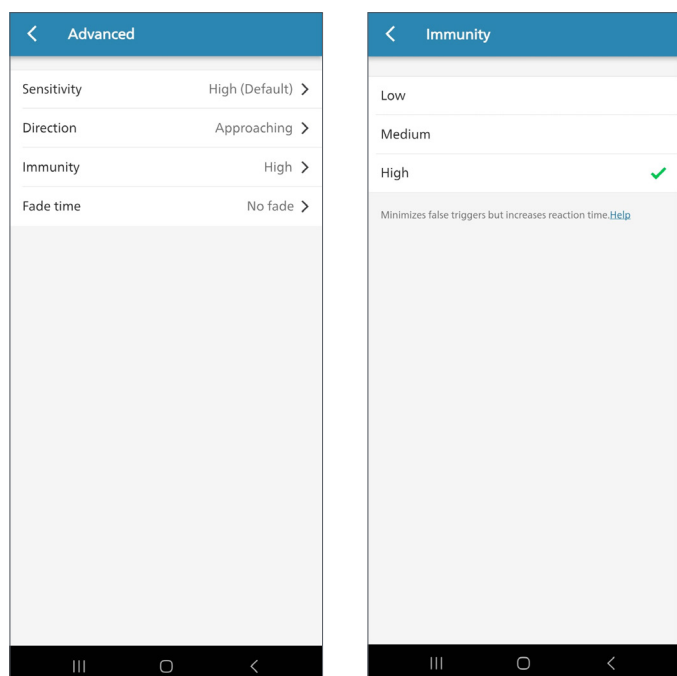 Advanced
Sensitivity High (Default)
Direction Approaching
Immunity High
Fade time No fade
Immunity
Low
Medium
High
Minimizes false triggers but increases reaction time.Help